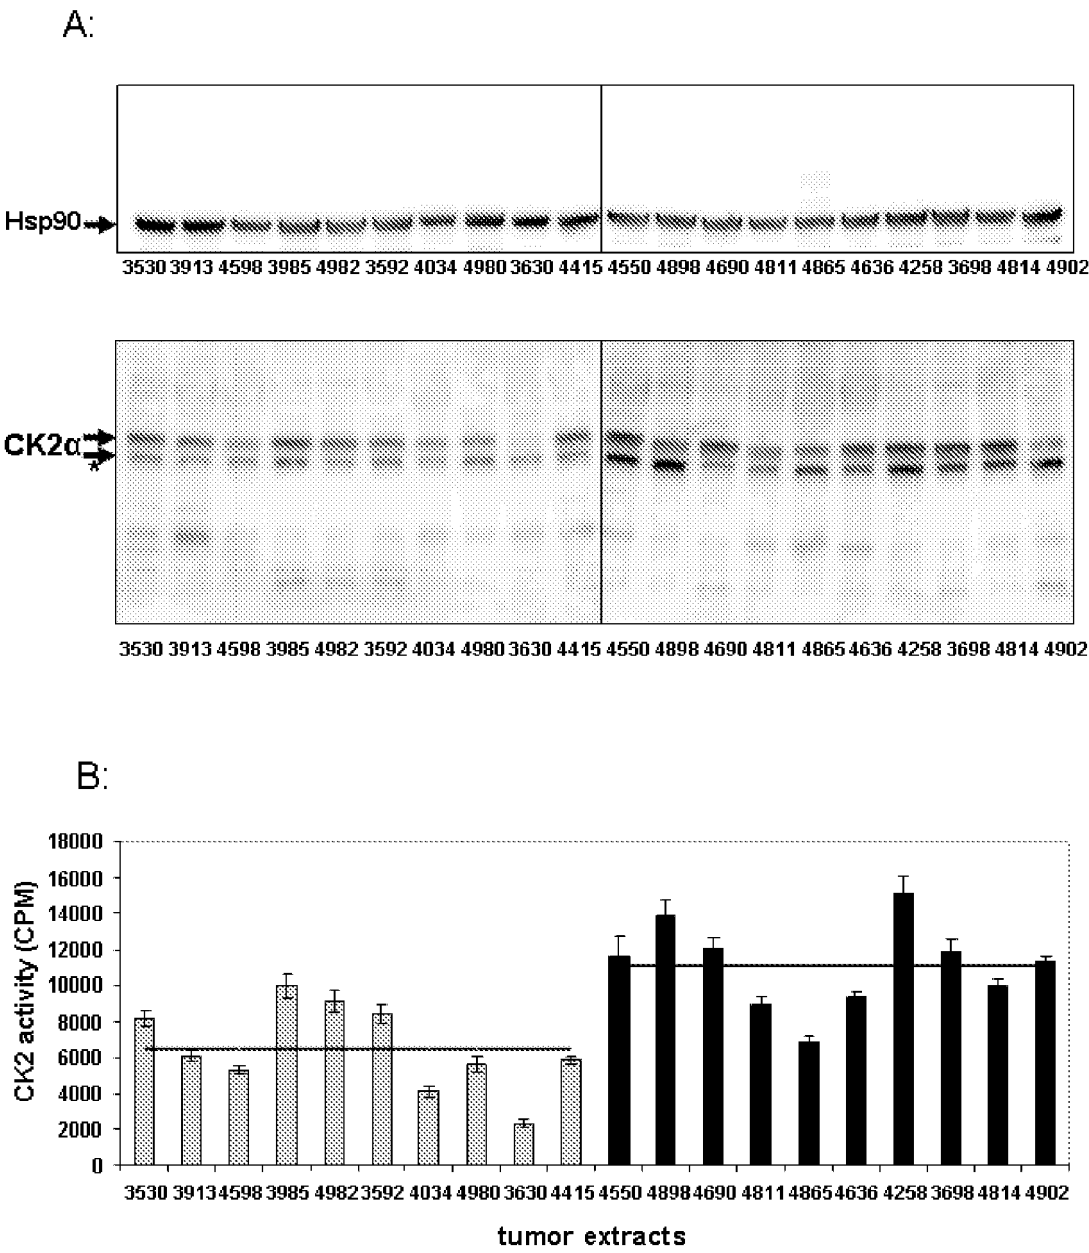 A:
Hsp90
3530 3913 4598 3985 4982 3592 4034 4980 3630 4415 4550 4898 4690 4811 4865 4636 4258 3698 4814 4902
CK2α
*
3530 3913 4598 3985 4982 3592 4034 4980 3630 4415 4550 4898 4690 4811 4865 4636 4258 3698 4814 4902
B:
CK2 activity (CPM)
18000
16000
14000
12000
10000
8000
6000
4000
2000
0
3530 3913 4598 3985 4982 3592 4034 4980 3630 4415 4550 4898 4690 4811 4865 4636 4258 3698 4814 4902
tumor extracts